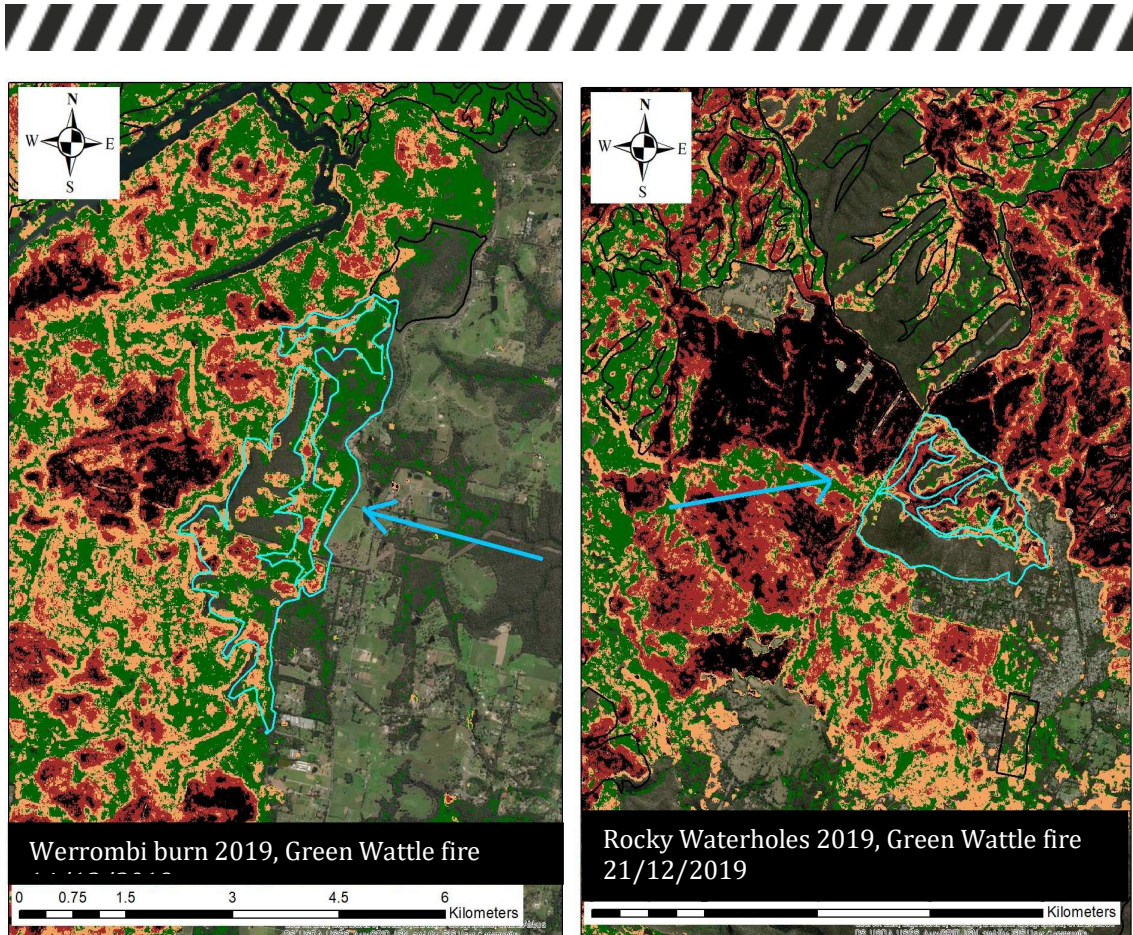 N
W E
S
N
W E
S
Werrombi burn 2019, Green Wattle fire
Rocky Waterholes 2019, Green Wattle fire
21/12/2019
0 0.75 1.5 3 4.5 6
Kilometers
Kilometers